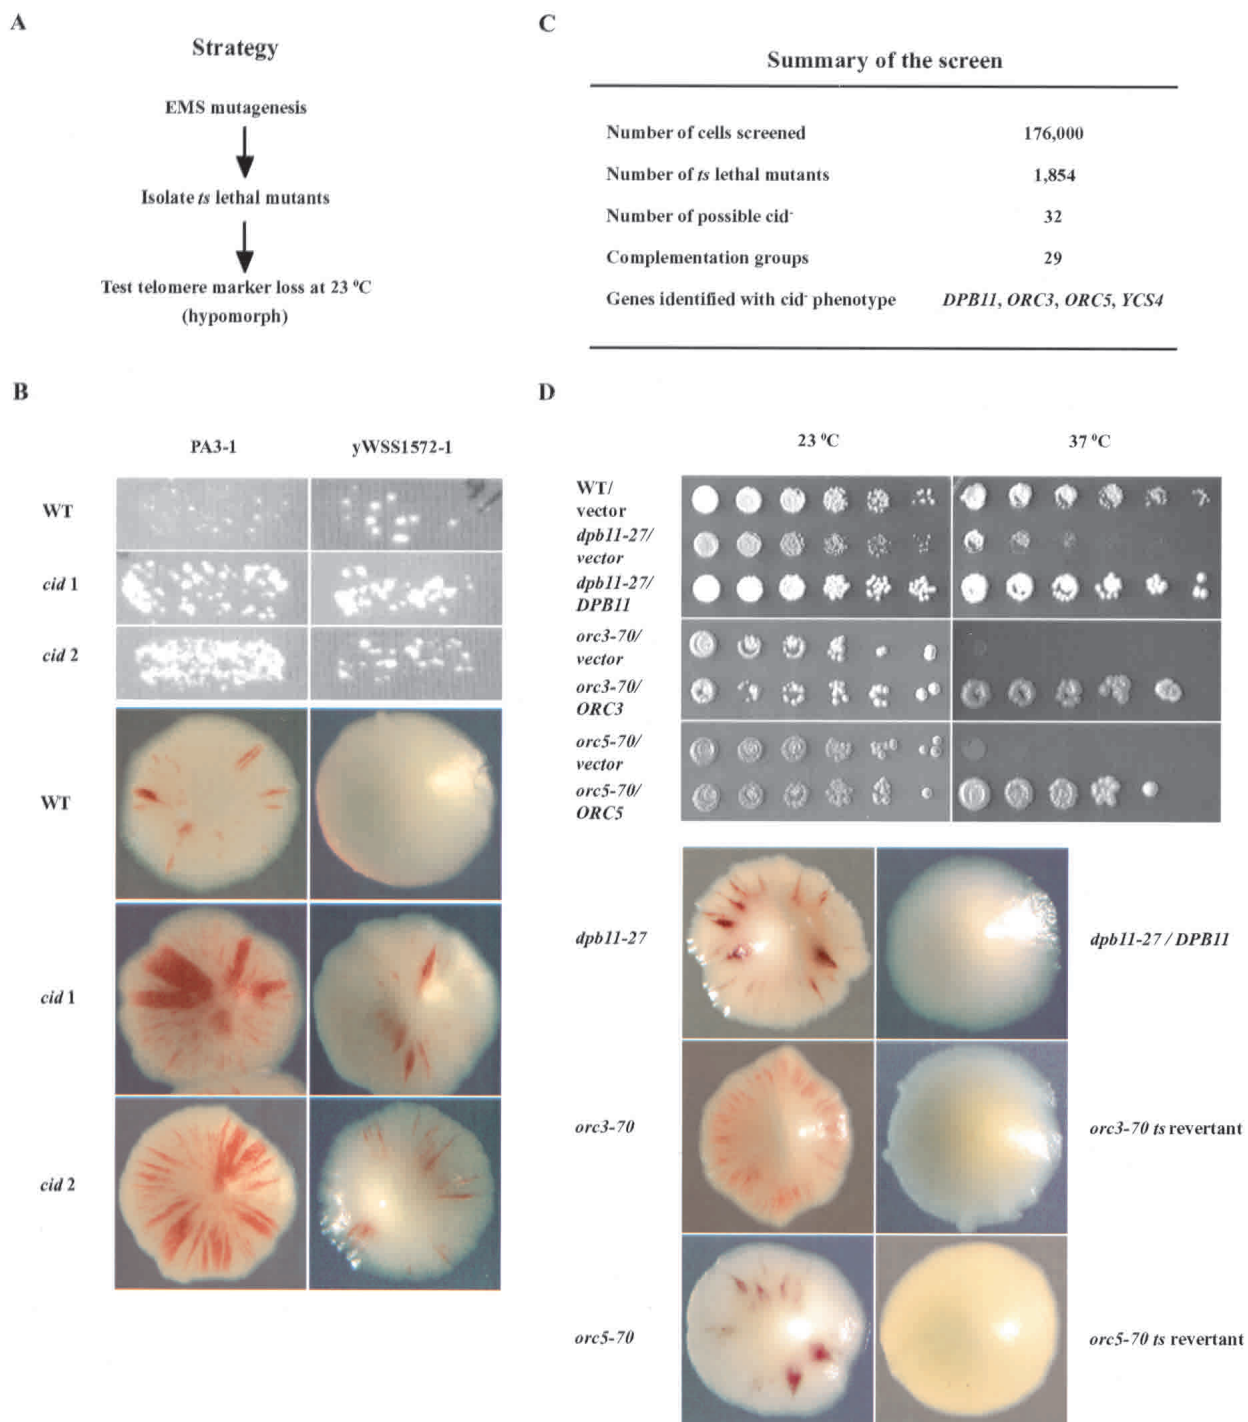 A
Strategy
EMS mutagenesis
Isolate ts lethal mutants
Test telomere marker loss at 23 ⁰C
(hypomorph)
C
Summary of the screen
Number of cells screened 176,000
Number of ts lethal mutants 1,854
Number of possible cid⁻ 32
Complementation groups 29
Genes identified with cid⁻ phenotype DPB11, ORC3, ORC5, YCS4
B
PA3-1 yWSS1572-1
WT
cid 1
cid 2
WT
cid 1
cid 2
D
23 ⁰C 37 ⁰C
WT/
vector
dpb11-27/
vector
dpb11-27/
DPB11
orc3-70/
vector
orc3-70/
ORC3
orc5-70/
vector
orc5-70/
ORC5
dpb11-27 dpb11-27 / DPB11
orc3-70 orc3-70 ts revertant
orc5-70 orc5-70 ts revertant